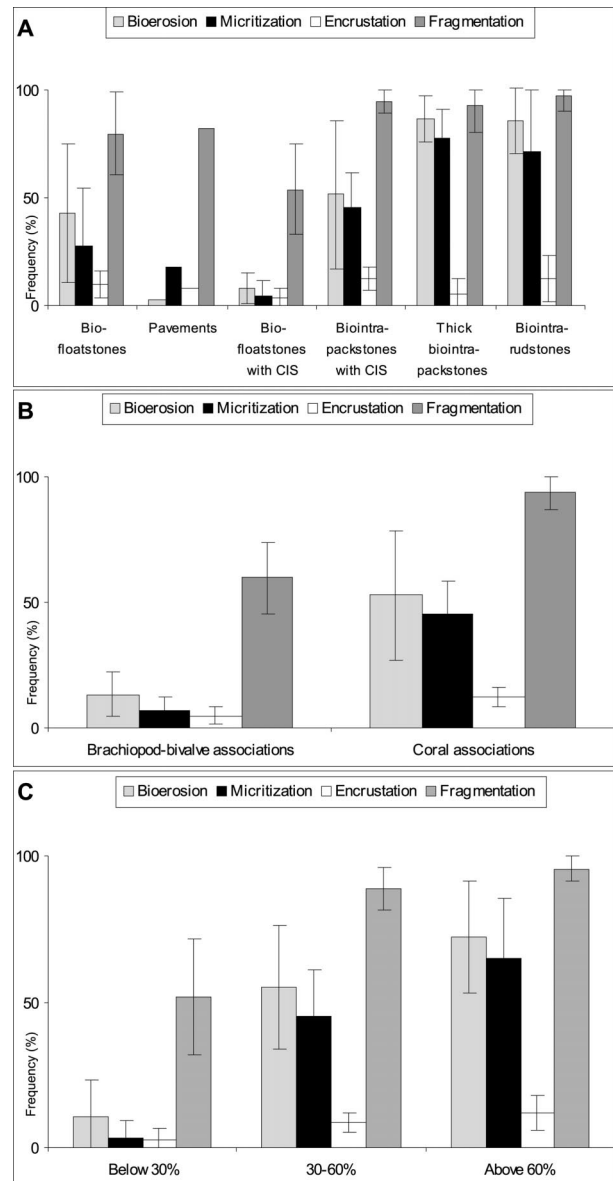 A
Bioerosion Micritization Encrustation Fragmentation
100
50
0
Frequency (%)
Bio- Pavements Bio- Biointra- Thick Biointra-
floatstones floatstones packstones biointra- rudstones
with CIS with CIS packstones
B
Bioerosion Micritization Encrustation Fragmentation
100
50
0
Frequency (%)
Brachiopod-bivalve associations Coral associations
C
Bioerosion Micritization Encrustation Fragmentation
100
50
0
Frequency (%)
Below 30% 30-60% Above 60%